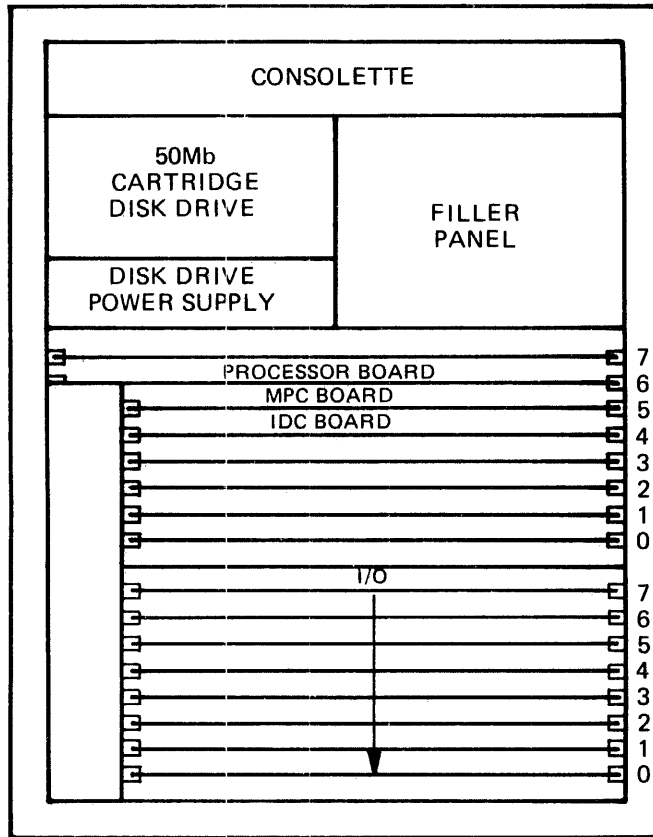 CONSOLETTE
50Mb
CARTRIDGE
DISK DRIVE
FILLER
PANEL
DISK DRIVE
POWER SUPPLY
7
PROCESSOR BOARD
6
MPC BOARD
5
IDC BOARD
4
3
2
1
0
I/O
7
6
5
4
3
2
1
0